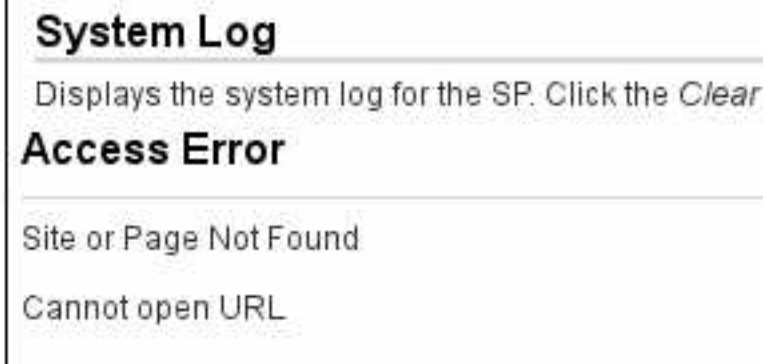 System Log
Displays the system log for the SP. Click the Clear
Access Error
Site or Page Not Found
Cannot open URL